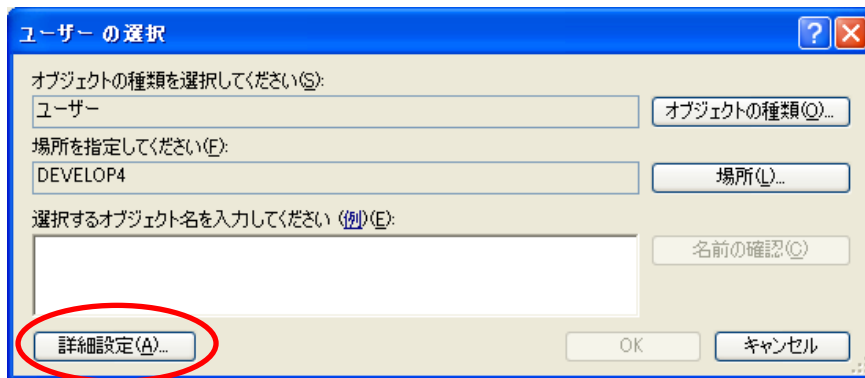 ユーザー の選択
オブジェクトの種類を選択してください(S):
ユーザー
オブジェクトの種類(O)...
場所を指定してください(F):
DEVELOP4
場所(L)...
選択するオブジェクト名を入力してください (例)(E):
名前の確認(C)
詳細設定(A)...
OK
キャンセル